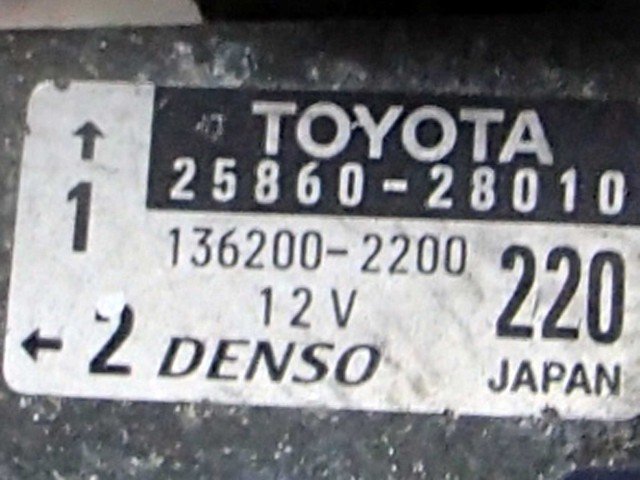 TOYOTA
25860-28010
↑
1
136200-2200
12V
220
← 2
DENSO
JAPAN